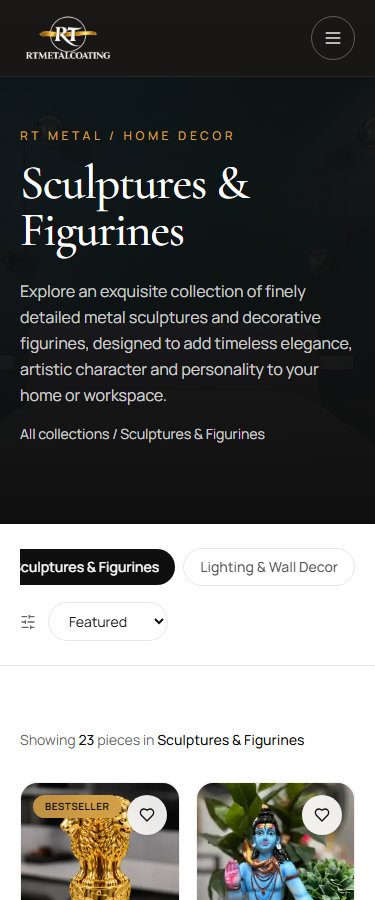 RT
RTMETALCOATING
RT METAL / HOME DECOR
Sculptures &
Figurines
Explore an exquisite collection of finely
detailed metal sculptures and decorative
figurines, designed to add timeless elegance,
artistic character and personality to your
home or workspace.
All collections / Sculptures & Figurines
Sculptures & Figurines
Lighting & Wall Decor
Featured
Showing 23 pieces in Sculptures & Figurines
BESTSELLER